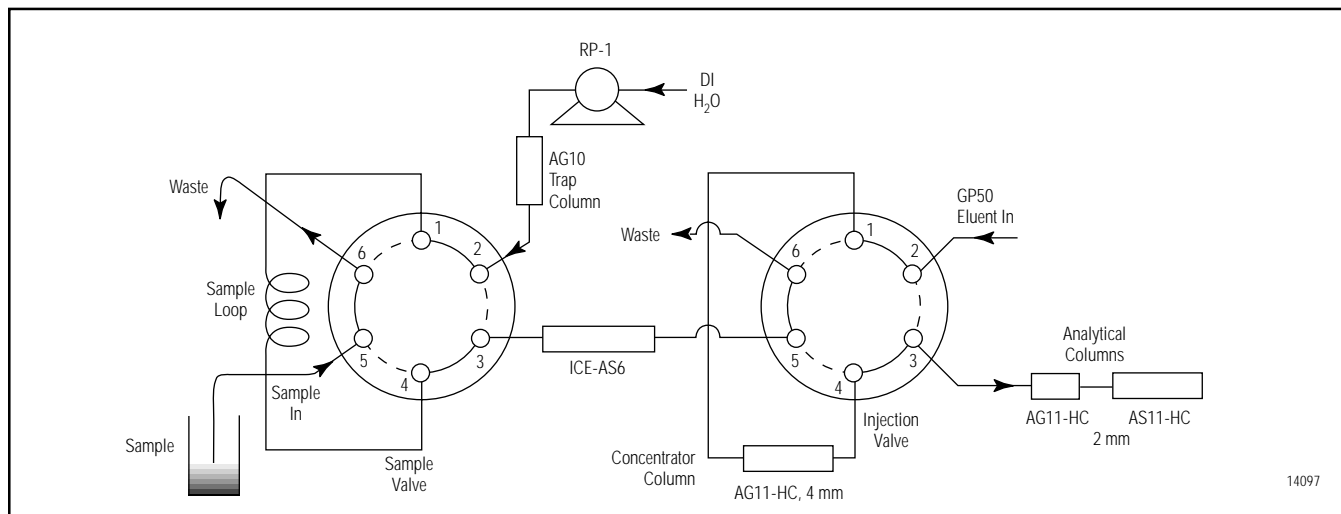 RP-1
DI
H₂O
AG10
Trap
Column
Waste
1
2
3
4
5
6
Sample
Loop
Sample
In
Sample
Sample
Valve
ICE-AS6
Waste
GP50
Eluent In
1
2
3
4
5
6
Injection
Valve
Concentrator
Column
AG11-HC, 4 mm
Analytical
Columns
AG11-HC
AS11-HC
2 mm
14097